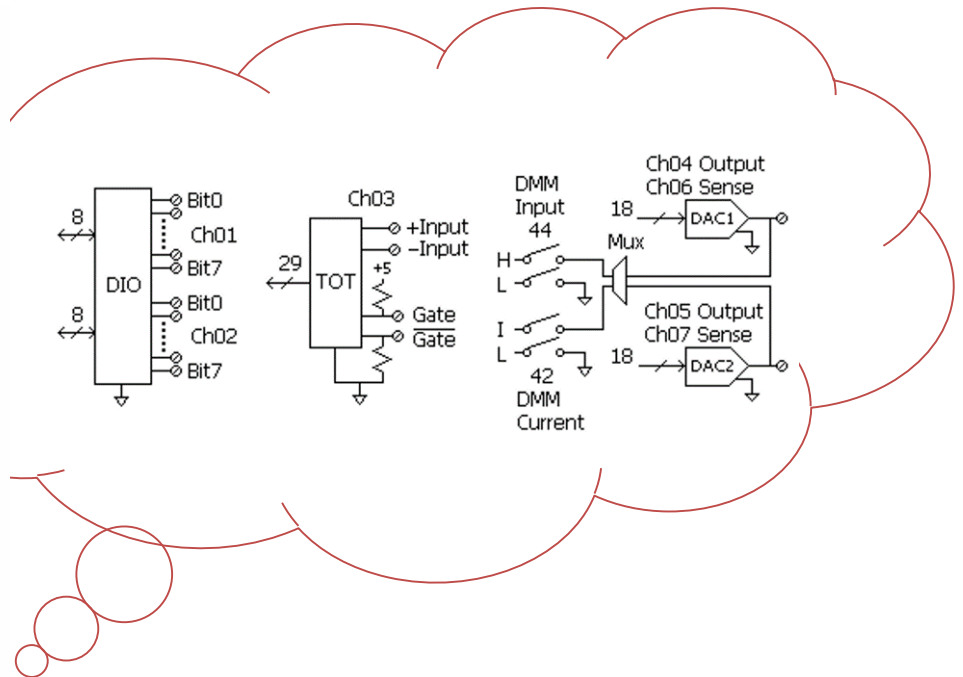 8
Bit0
Ch01
Bit7
DIO
8
Bit0
Ch02
Bit7
Ch03
+Input
−Input
29
TOT
+5
Gate
Gate
DMM
Input
44
H
L
I
L
42
DMM
Current
Mux
Ch04 Output
Ch06 Sense
18
DAC1
Ch05 Output
Ch07 Sense
18
DAC2